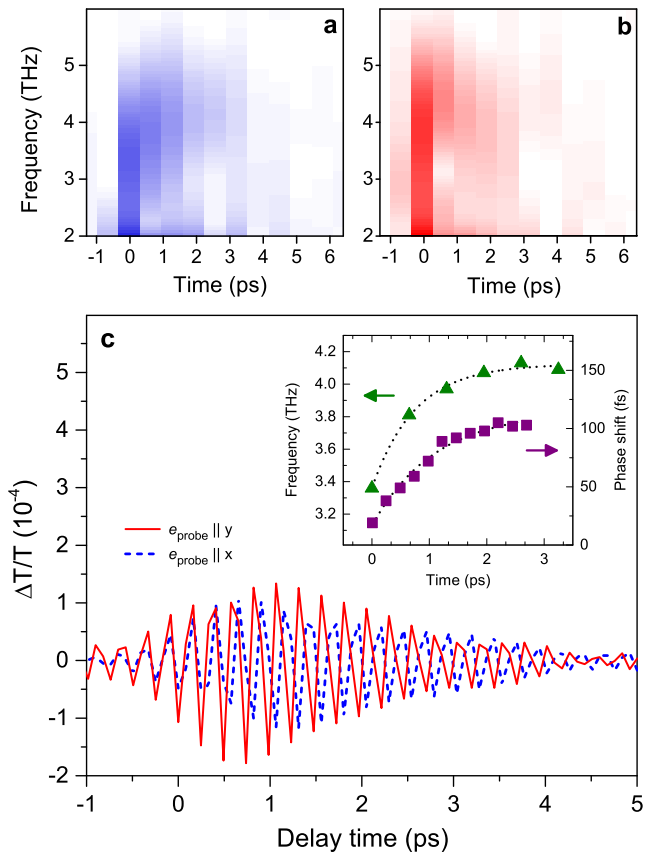 a
b
Frequency (THz)
5
4
3
2
5
4
3
2
-1 0 1 2 3 4 5 6
-1 0 1 2 3 4 5 6
Time (ps)
Time (ps)
c
ΔT/T (10⁻⁴)
5
4
3
2
1
0
-1
-2
e_probe || y
e_probe || x
Frequency (THz)
4.2
4.0
3.8
3.6
3.4
3.2
150
100
50
0
Phase shift (fs)
0 1 2 3
Time (ps)
-1 0 1 2 3 4 5
Delay time (ps)